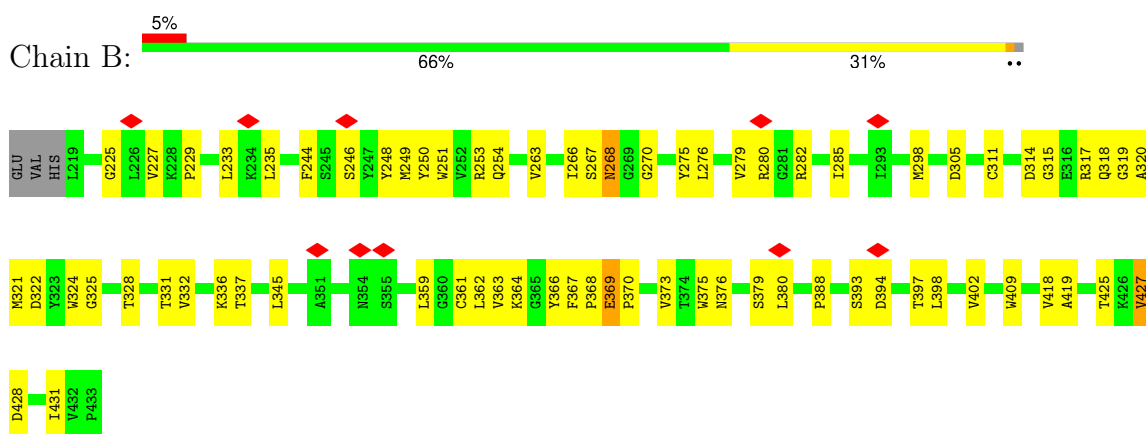 5%
Chain B:
66% 31% ••
GLU VAL HIS L219 G225 L226 V227 K228 P229 L233 K234 L235 F244 S245 S246 Y247 Y248 M249 Y250 W251 V252 R253 Q254 V263 I266 S267 N268 G269 G270 Y275 L276 V279 R280 G281 R282 I285 I293 M298 D305 C311 D314 G315 E316 R317 Q318 G319 A320
M321 D322 Y323 W324 G325 T328 T331 V332 K336 T337 L345 A351 N354 S355 L359 G360 C361 L362 V363 K364 G365 Y366 F367 P368 E369 P370 V373 T374 W375 N376 S379 L380 P388 S393 D394 T397 L398 V402 W409 V418 A419 T425 K426 V427
D428 I431 V432 P433